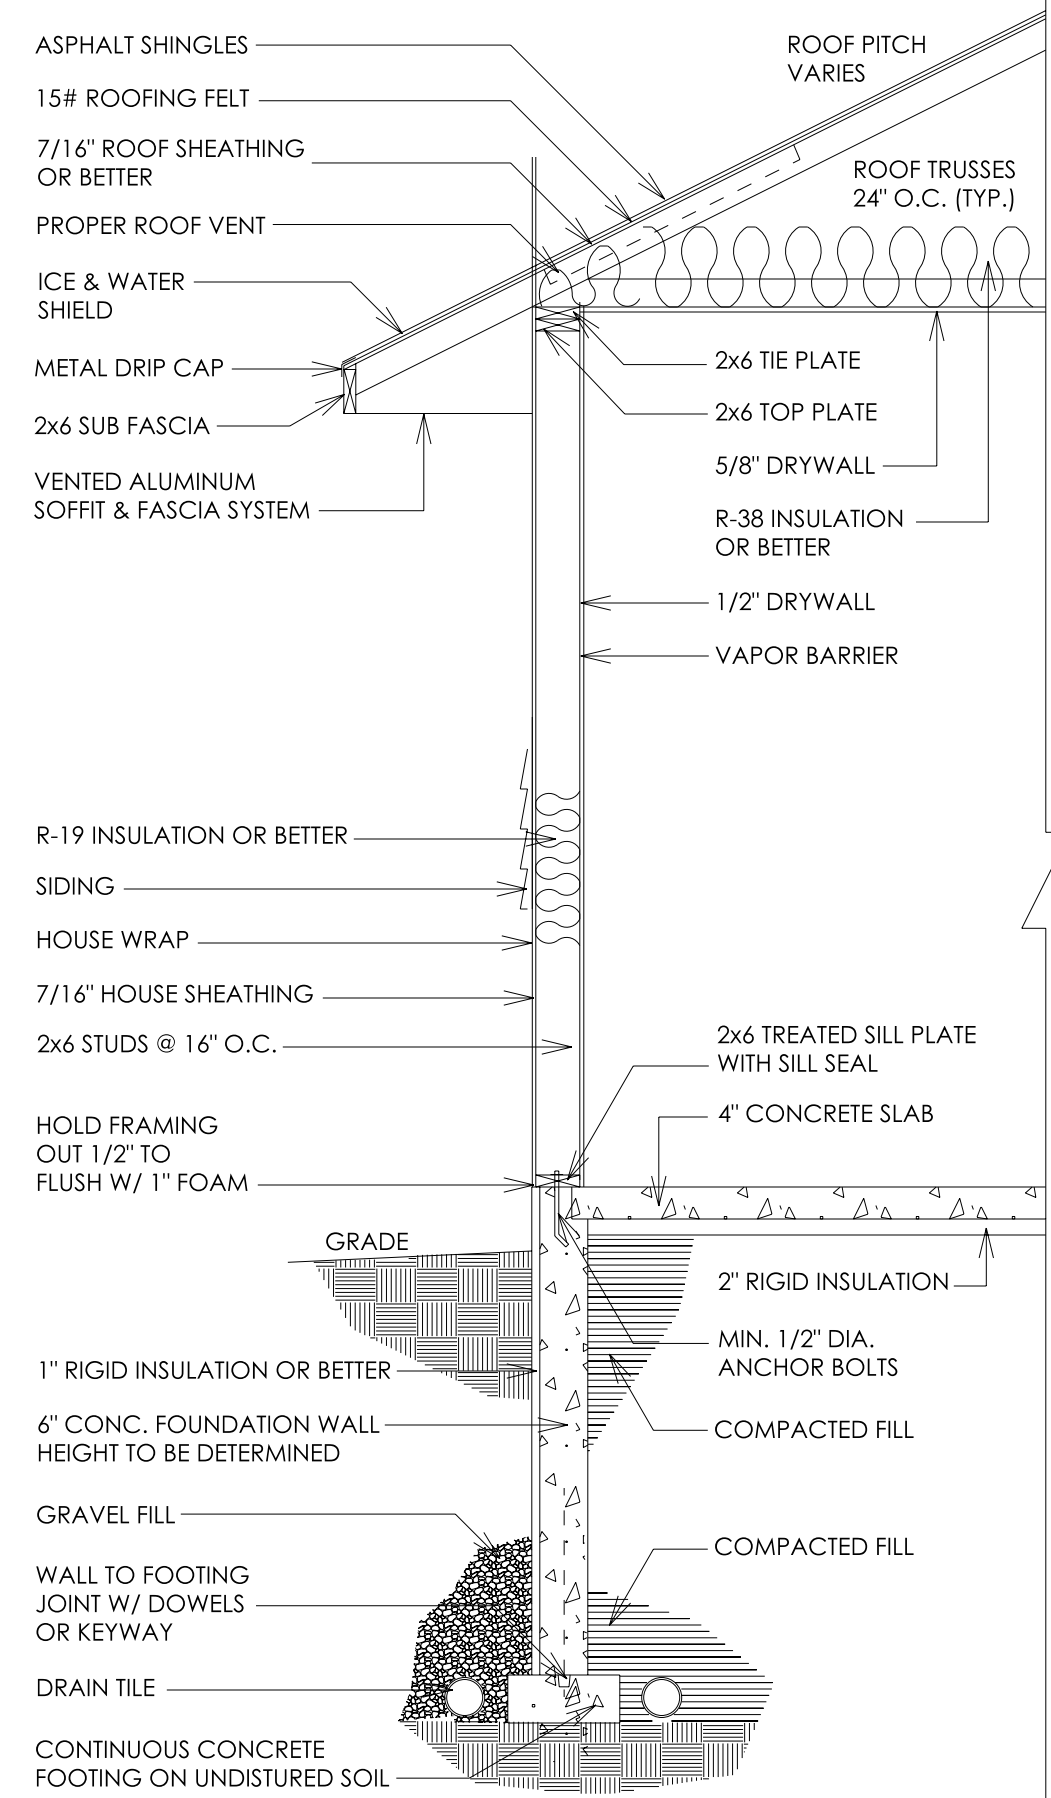 ASPHALT SHINGLES
15# ROOFING FELT
7/16" ROOF SHEATHING
OR BETTER
PROPER ROOF VENT
ICE & WATER
SHIELD
METAL DRIP CAP
2x6 SUB FASCIA
VENTED ALUMINUM
SOFFIT & FASCIA SYSTEM
ROOF PITCH
VARIES
ROOF TRUSSES
24" O.C. (TYP.)
2x6 TIE PLATE
2x6 TOP PLATE
5/8" DRYWALL
R-38 INSULATION
OR BETTER
1/2" DRYWALL
VAPOR BARRIER
R-19 INSULATION OR BETTER
SIDING
HOUSE WRAP
7/16" HOUSE SHEATHING
2x6 STUDS @ 16" O.C.
HOLD FRAMING
OUT 1/2" TO
FLUSH W/ 1" FOAM
2x6 TREATED SILL PLATE
WITH SILL SEAL
4" CONCRETE SLAB
GRADE
2" RIGID INSULATION
MIN. 1/2" DIA.
ANCHOR BOLTS
COMPACTED FILL
1" RIGID INSULATION OR BETTER
6" CONC. FOUNDATION WALL
HEIGHT TO BE DETERMINED
GRAVEL FILL
WALL TO FOOTING
JOINT W/ DOWELS
OR KEYWAY
DRAIN TILE
CONTINUOUS CONCRETE
FOOTING ON UNDISTURED SOIL
COMPACTED FILL